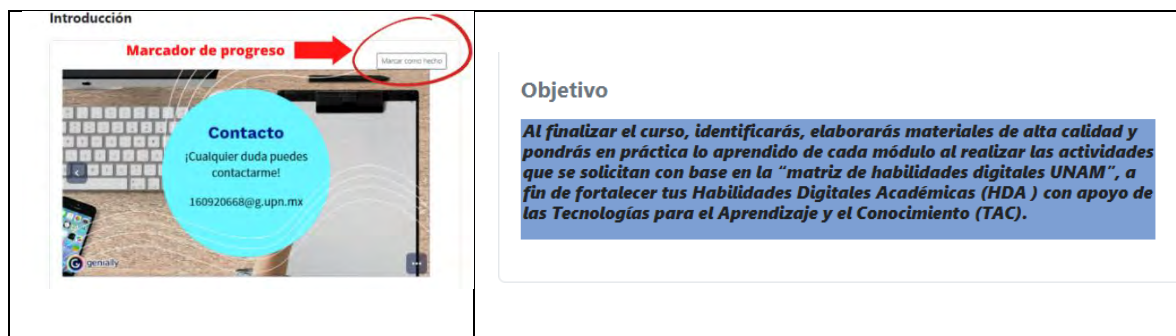 Introducción
Marcador de progreso
Marcar como hecho
Contacto
¡Cualquier duda puedes
contactarme!
160920668@g.upn.mx
genially
Objetivo
Al finalizar el curso, identificarás, elaborarás materiales de alta calidad y
pondrás en práctica lo aprendido de cada módulo al realizar las actividades
que se solicitan con base en la “matriz de habilidades digitales UNAM”, a
fin de fortalecer tus Habilidades Digitales Académicas (HDA ) con apoyo de
las Tecnologías para el Aprendizaje y el Conocimiento (TAC).